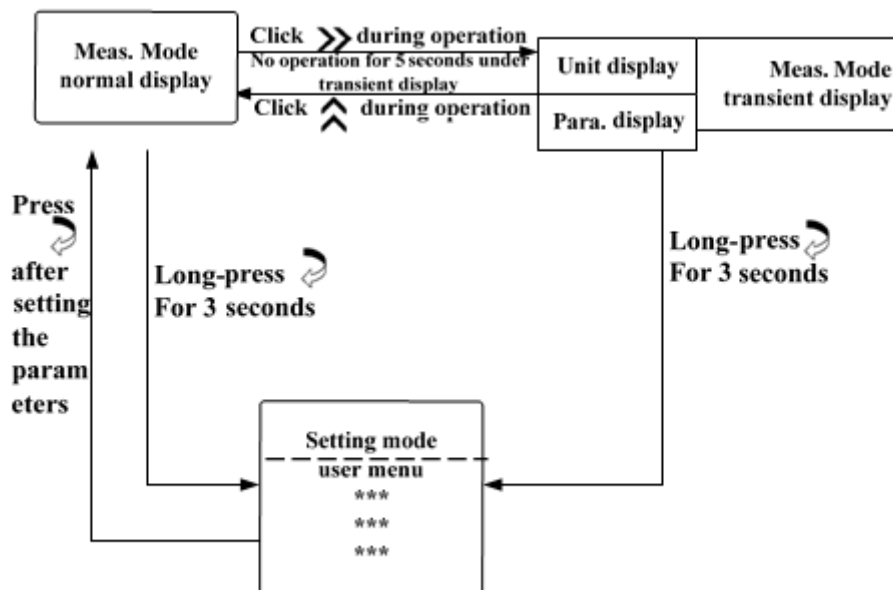 Meas. Mode
normal display
Click during operation
No operation for 5 seconds under
transient display
Click during operation
Unit display
Para. display
Meas. Mode
transient display
Press
after
setting
the
param
eters
Long-press
For 3 seconds
Long-press
For 3 seconds
Setting mode
user menu
***
***
***